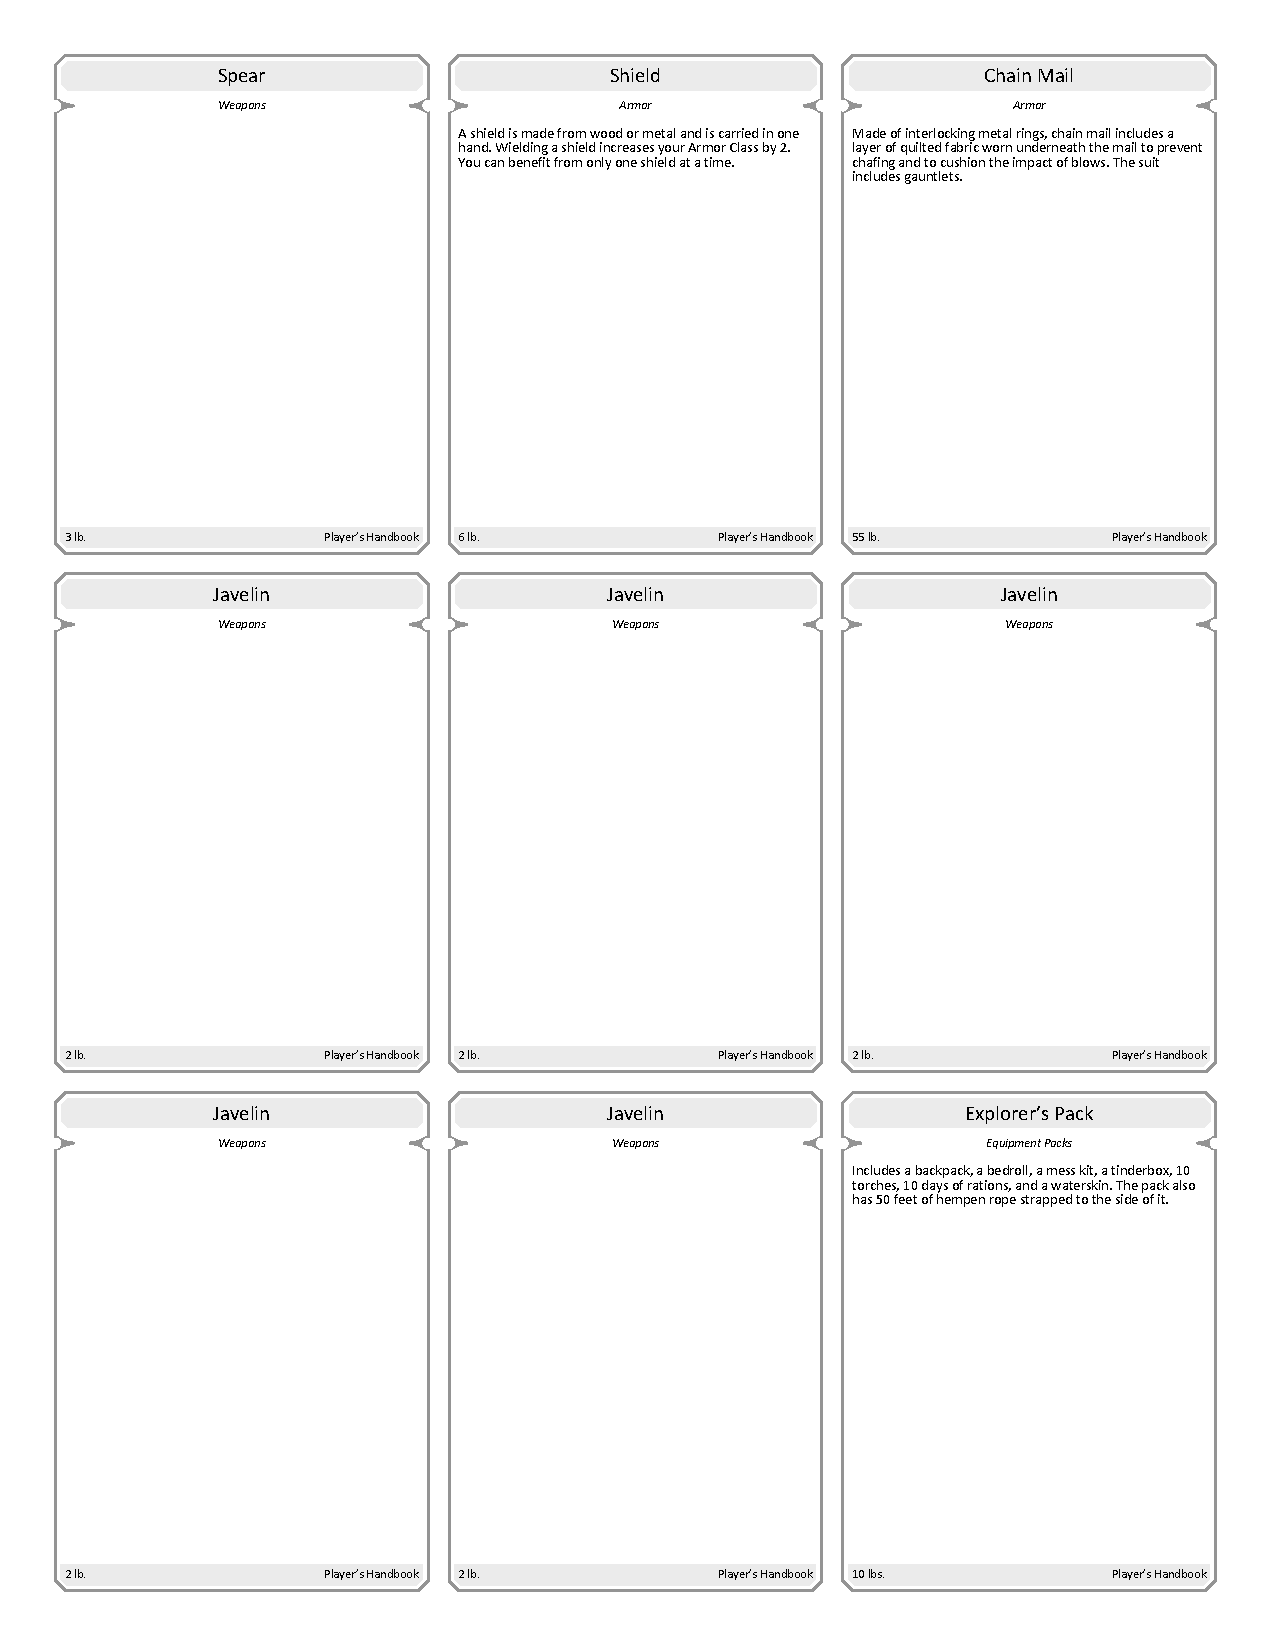 Spear
Weapons
3 lb.
Player’s Handbook
Shield
Armor
A shield is made from wood or metal and is carried in one
hand. Wielding a shield increases your Armor Class by 2.
You can benefit from only one shield at a time.
6 lb.
Player’s Handbook
Chain Mail
Armor
Made of interlocking metal rings, chain mail includes a
layer of quilted fabric worn underneath the mail to prevent
chafing and to cushion the impact of blows. The suit
includes gauntlets.
55 lb.
Player’s Handbook
Javelin
Weapons
2 lb.
Player’s Handbook
Javelin
Weapons
2 lb.
Player’s Handbook
Javelin
Weapons
2 lb.
Player’s Handbook
Javelin
Weapons
2 lb.
Player’s Handbook
Javelin
Weapons
2 lb.
Player’s Handbook
Explorer’s Pack
Equipment Packs
Includes a backpack, a bedroll, a mess kit, a tinderbox, 10
torches, 10 days of rations, and a waterskin. The pack also
has 50 feet of hempen rope strapped to the side of it.
10 lbs.
Player’s Handbook